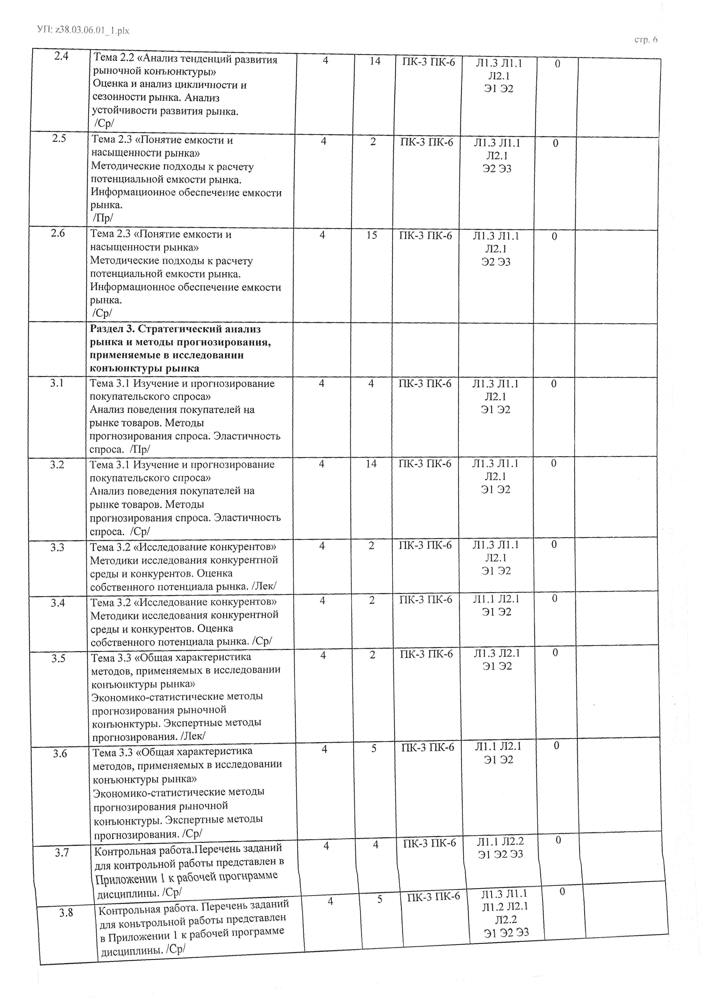 УП: z38.03.06.01_1.plx
стр. 6
2.4
Тема 2.2 «Анализ тенденций развития
рыночной конъюнктуры»
Оценка и анализ цикличности и
сезонности рынка. Анализ
устойчивости развития рынка.
/Ср/
4
14
ПК-3 ПК-6
Л1.3 Л1.1
Л2.1
Э1 Э2
0
2.5
Тема 2.3 «Понятие емкости и
насыщенности рынка»
Методические подходы к расчету
потенциальной емкости рынка.
Информационное обеспечение емкости
рынка.
/Пр/
4
2
ПК-3 ПК-6
Л1.3 Л1.1
Л2.1
Э2 Э3
0
2.6
Тема 2.3 «Понятие емкости и
насыщенности рынка»
Методические подходы к расчету
потенциальной емкости рынка.
Информационное обеспечение емкости
рынка.
/Ср/
4
15
ПК-3 ПК-6
Л1.3 Л1.1
Л2.1
Э2 Э3
0
Раздел 3. Стратегический анализ
рынка и методы прогнозирования,
применяемые в исследовании
конъюнктуры рынка
3.1
Тема 3.1 Изучение и прогнозирование
покупательского спроса»
Анализ поведения покупателей на
рынке товаров. Методы
прогнозирования спроса. Эластичность
спроса. /Пр/
4
4
ПК-3 ПК-6
Л1.3 Л1.1
Л2.1
Э1 Э2
0
3.2
Тема 3.1 Изучение и прогнозирование
покупательского спроса»
Анализ поведения покупателей на
рынке товаров. Методы
прогнозирования спроса. Эластичность
спроса. /Ср/
4
14
ПК-3 ПК-6
Л1.3 Л1.1
Л2.1
Э1 Э2
0
3.3
Тема 3.2 «Исследование конкурентов»
Методики исследования конкурентной
среды и конкурентов. Оценка
собственного потенциала рынка. /Лек/
4
2
ПК-3 ПК-6
Л1.3 Л1.1
Л2.1
Э1 Э2
0
3.4
Тема 3.2 «Исследование конкурентов»
Методики исследования конкурентной
среды и конкурентов. Оценка
собственного потенциала рынка. /Ср/
4
2
ПК-3 ПК-6
Л1.1 Л2.1
Э1 Э2
0
3.5
Тема 3.3 «Общая характеристика
методов, применяемых в исследовании
конъюнктуры рынка»
Экономико-статистические методы
прогнозирования рыночной
конъюнктуры. Экспертные методы
прогнозирования. /Лек/
4
2
ПК-3 ПК-6
Л1.3 Л2.1
Э1 Э2
0
3.6
Тема 3.3 «Общая характеристика
методов, применяемых в исследовании
конъюнктуры рынка»
Экономико-статистические методы
прогнозирования рыночной
конъюнктуры. Экспертные методы
прогнозирования. /Ср/
4
5
ПК-3 ПК-6
Л1.1 Л2.1
Э1 Э2
0
3.7
Контрольная работа.Перечень заданий
для контрольной работы представлен в
Приложении 1 к рабочей прогнрамме
дисциплины. /Ср/
4
4
ПК-3 ПК-6
Л1.1 Л2.2
Э1 Э2 Э3
0
3.8
Контрольная работа. Перечень заданий
для коньтрольной работы представлен
в Приложении 1 к рабочей программе
дисциплины. /Ср/
4
5
ПК-3 ПК-6
Л1.3 Л1.1
Л1.2 Л2.1
Л2.2
Э1 Э2 Э3
0